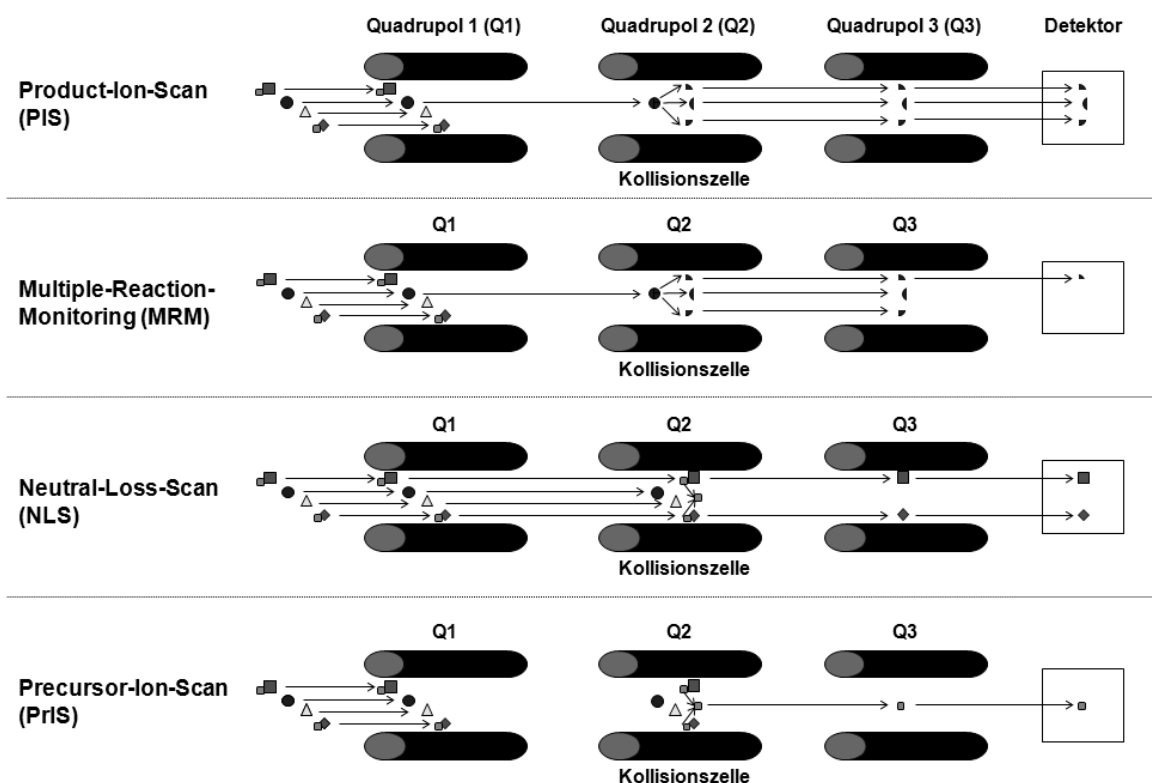 Quadrupol 1 (Q1) Quadrupol 2 (Q2) Quadrupol 3 (Q3) Detektor
Product-Ion-Scan
(PIS)
Kollisionszelle
Q1 Q2 Q3
Multiple-Reaction-
Monitoring (MRM)
Kollisionszelle
Q1 Q2 Q3
Neutral-Loss-Scan
(NLS)
Kollisionszelle
Q1 Q2 Q3
Precursor-Ion-Scan
(PrIS)
Kollisionszelle